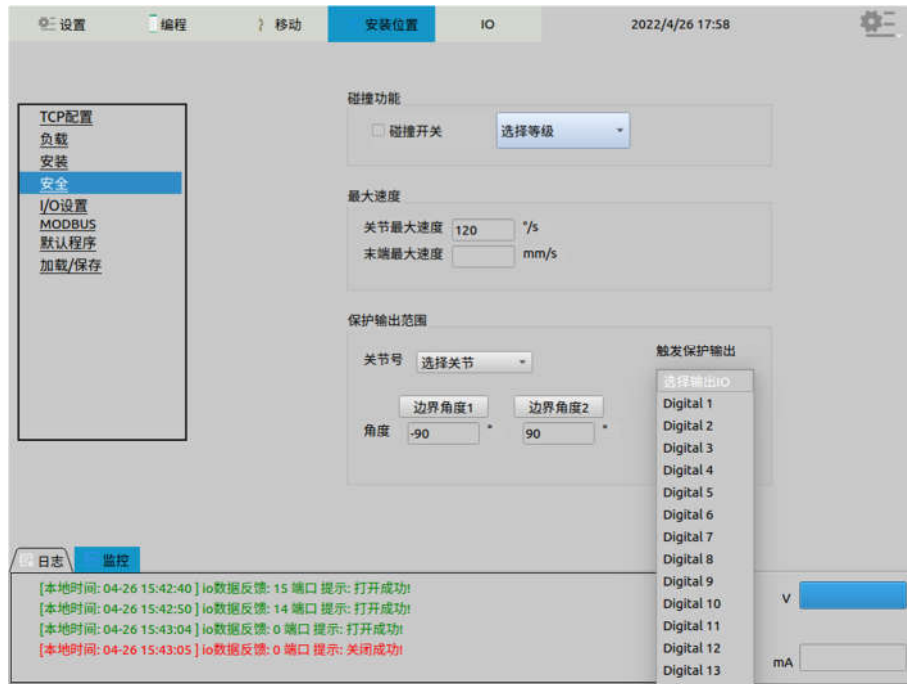 设置 编程 移动 安装位置 IO 2022/4/26 17:58
TCP配置
负载
安装
安全
I/O设置
MODBUS
默认程序
加载/保存
碰撞功能
碰撞开关 选择等级
最大速度
关节最大速度 120 °/s
末端最大速度 mm/s
保护输出范围
关节号 选择关节
边界角度1 边界角度2
角度 -90 ° 90 °
触发保护输出
选择输出IO
Digital 1
Digital 2
Digital 3
Digital 4
Digital 5
Digital 6
Digital 7
Digital 8
Digital 9
Digital 10
Digital 11
Digital 12
Digital 13
日志 监控
[本地时间: 04-26 15:42:40 ] io数据反馈: 15 端口 提示: 打开成功!
[本地时间: 04-26 15:42:50 ] io数据反馈: 14 端口 提示: 打开成功!
[本地时间: 04-26 15:43:04 ] io数据反馈: 0 端口 提示: 打开成功!
[本地时间: 04-26 15:43:05 ] io数据反馈: 0 端口 提示: 关闭成功!
V
mA